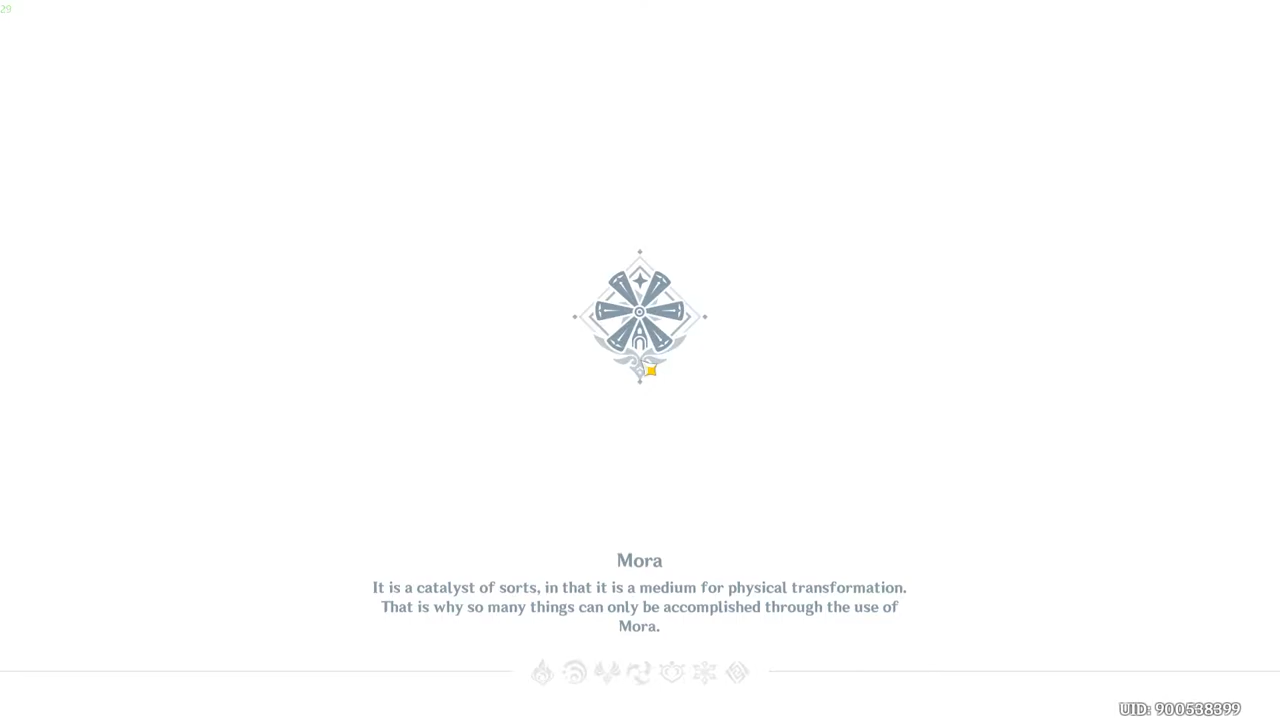 29
Mora
It is a catalyst of sorts, in that it is a medium for physical transformation.
That is why so many things can only be accomplished through the use of
Mora.
UID: 900538399